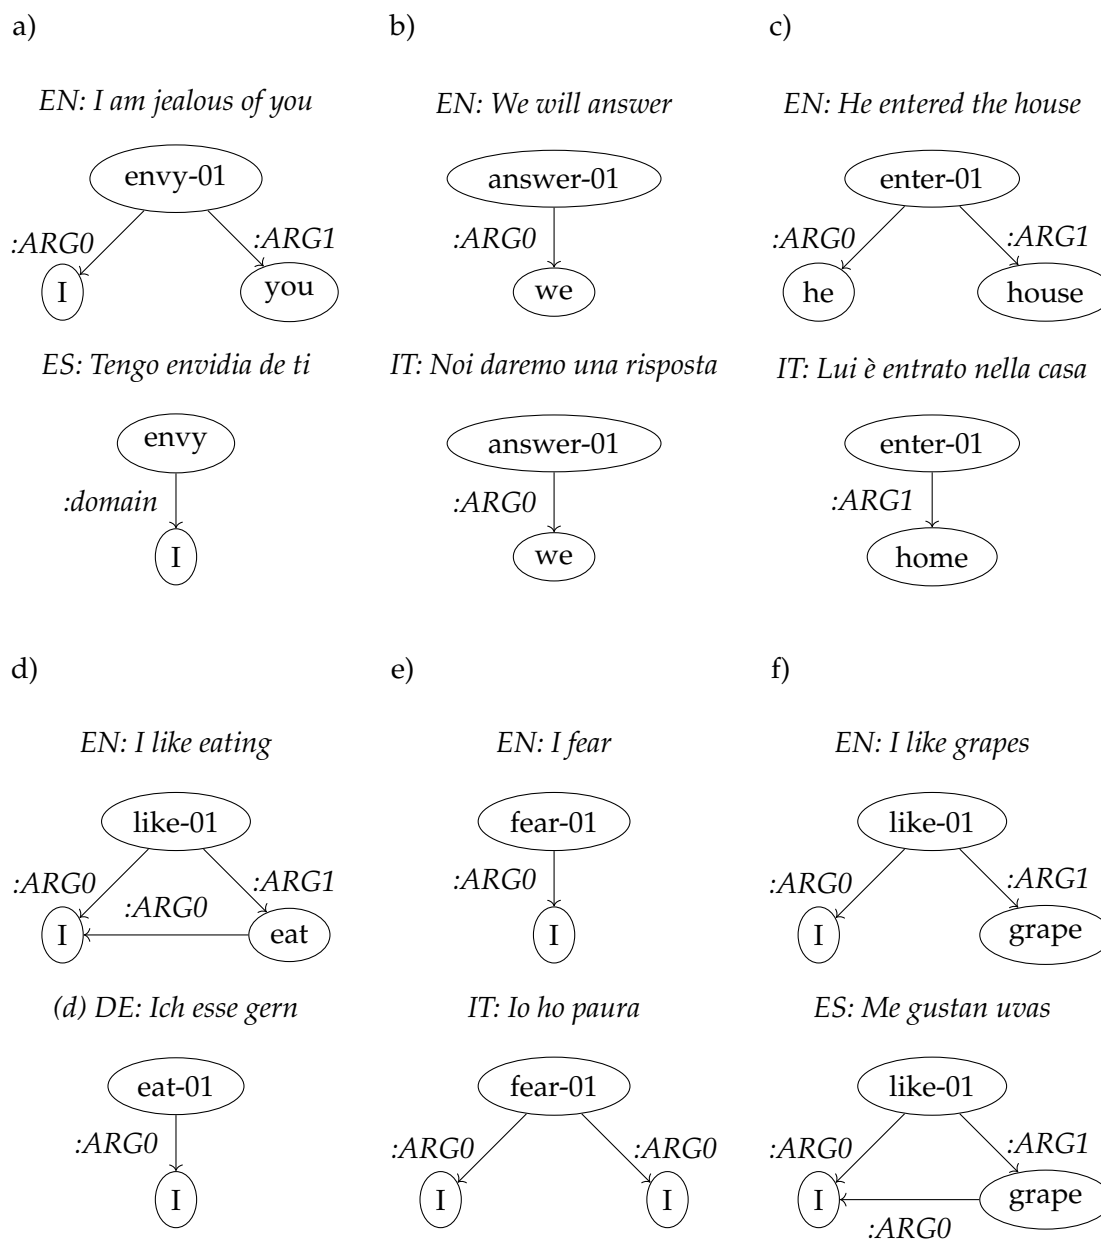 a)
EN: I am jealous of you
envy-01
:ARG0
:ARG1
I
you
ES: Tengo envidia de ti
envy
:domain
I
b)
EN: We will answer
answer-01
:ARG0
we
IT: Noi daremo una risposta
answer-01
:ARG0
we
c)
EN: He entered the house
enter-01
:ARG0
:ARG1
he
house
IT: Lui è entrato nella casa
enter-01
:ARG1
home
d)
EN: I like eating
like-01
:ARG0
:ARG1
:ARG0
I
eat
(d) DE: Ich esse gern
eat-01
:ARG0
I
e)
EN: I fear
fear-01
:ARG0
I
IT: Io ho paura
fear-01
:ARG0
:ARG0
I
I
f)
EN: I like grapes
like-01
:ARG0
:ARG1
I
grape
ES: Me gustan uvas
like-01
:ARG0
:ARG1
I
grape
:ARG0